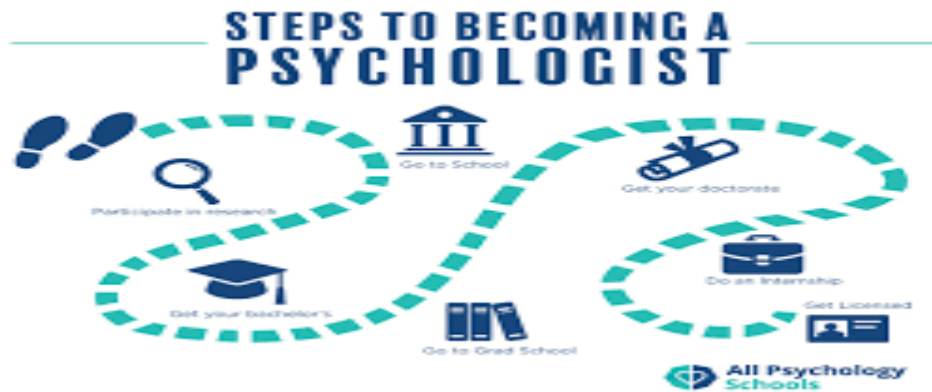 STEPS TO BECOMING A
PSYCHOLOGIST
Go to School
Participate in research
Get your bachelor's
Go to Grad School
Get your doctorate
Do an Internship
Get Licensed
All Psychology
Schools